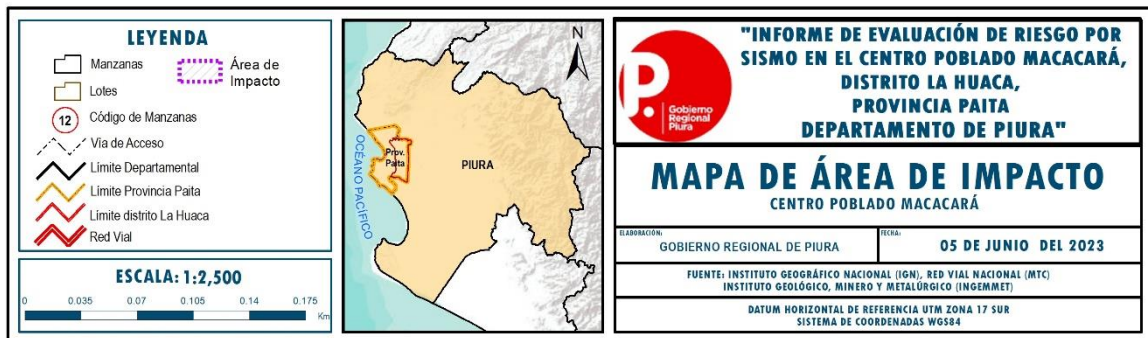 LEYENDA
Manzanas
Área de
Impacto
Lotes
12
Código de Manzanas
Vía de Acceso
Límite Departamental
Límite Provincia Paita
Límite distrito La Huaca
Red Vial
ESCALA: 1:2,500
0 0.035 0.07 0.105 0.14 0.175
Km
N
OCÉANO PACÍFICO
Prov.
Paita
PIURA
P.
Gobierno
Regional
Piura
"INFORME DE EVALUACIÓN DE RIESGO POR
SISMO EN EL CENTRO POBLADO MACACARÁ,
DISTRITO LA HUACA,
PROVINCIA PAITA
DEPARTAMENTO DE PIURA"
MAPA DE ÁREA DE IMPACTO
CENTRO POBLADO MACACARÁ
ELABORACIÓN:
GOBIERNO REGIONAL DE PIURA
FECHA:
05 DE JUNIO DEL 2023
FUENTE: INSTITUTO GEOGRÁFICO NACIONAL (IGN), RED VIAL NACIONAL (MTC)
INSTITUTO GEOLÓGICO, MINERO Y METALÚRGICO (INGEMMET)
DATUM HORIZONTAL DE REFERENCIA UTM ZONA 17 SUR
SISTEMA DE COORDENADAS WGS84